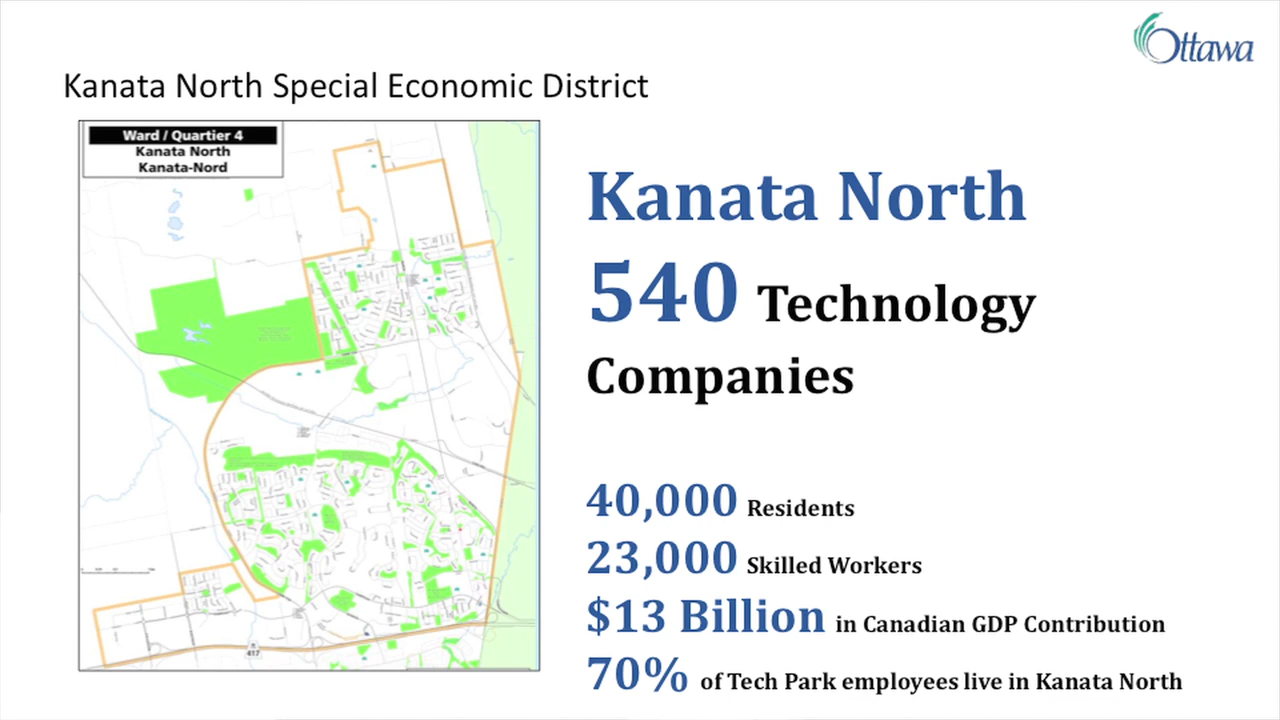 Ottawa
Kanata North Special Economic District
Ward / Quartier 4
Kanata North
Kanata-Nord
417
Kanata North
540 Technology
Companies
40,000 Residents
23,000 Skilled Workers
$13 Billion in Canadian GDP Contribution
70% of Tech Park employees live in Kanata North